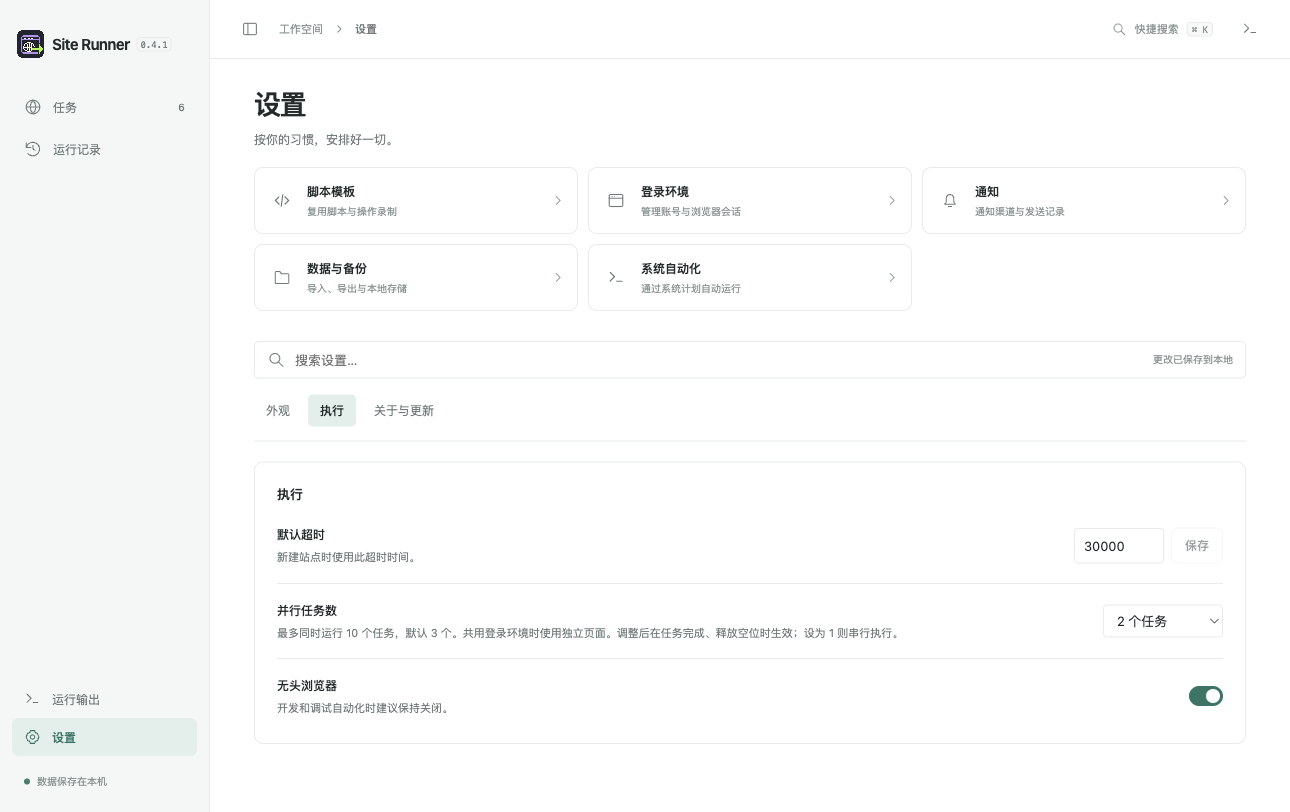 Site Runner 0.4.1
任务 6
运行记录
运行输出
设置
数据保存在本机
工作空间 > 设置
快捷搜索 ⌘ K
设置
按你的习惯，安排好一切。
脚本模板
复用脚本与操作录制
登录环境
管理账号与浏览器会话
通知
通知渠道与发送记录
数据与备份
导入、导出与本地存储
系统自动化
通过系统计划自动运行
搜索设置... 更改已保存到本地
外观 执行 关于与更新
执行
默认超时
新建站点时使用此超时时间。
30000 保存
并行任务数
最多同时运行 10 个任务，默认 3 个。共用登录环境时使用独立页面。调整后在任务完成、释放空位时生效；设为 1 则串行执行。
2 个任务
无头浏览器
开发和调试自动化时建议保持关闭。